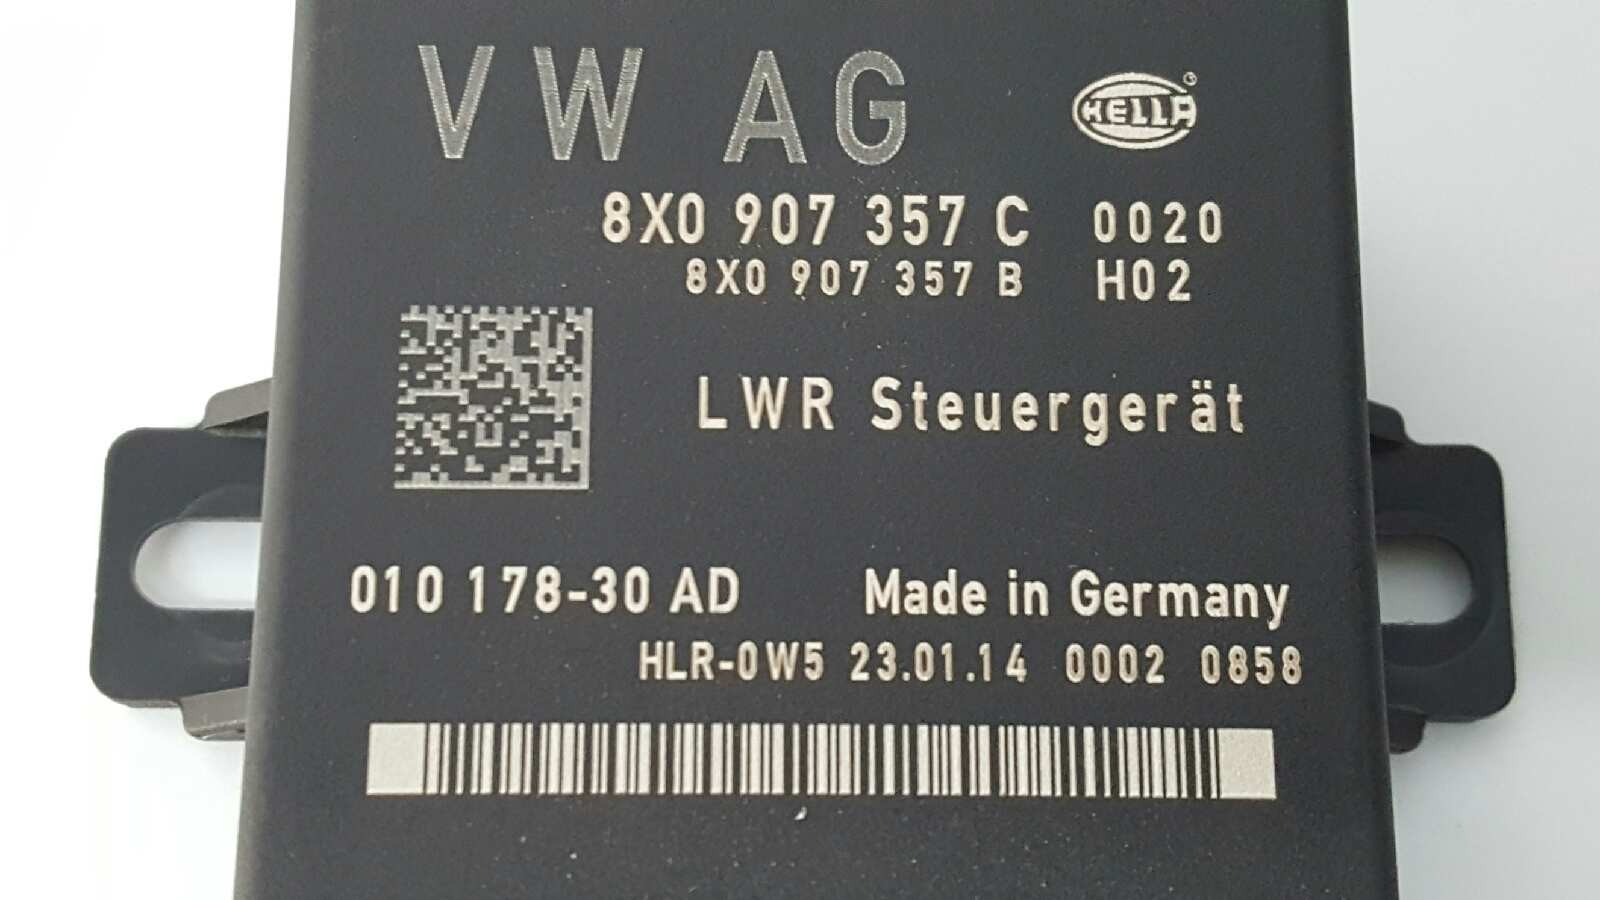 VW AG
HELLA
8X0 907 357 C 0020
8X0 907 357 B H02
LWR Steuergerät
010 178-30 AD Made in Germany
HLR-0W5 23.01.14 0002 0858